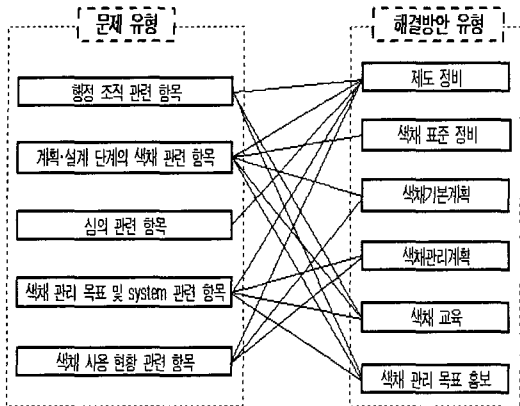 문제 유형
행정 조직 관련 항목
계획·설계 단계의 색채 관련 항목
심의 관련 항목
색채 관리 목표 및 system 관련 항목
색채 사용 현황 관련 항목
해결방안 유형
제도 정비
색채 표준 정비
색채기본계획
색채관리계획
색채 교육
색채 관리 목표 홍보